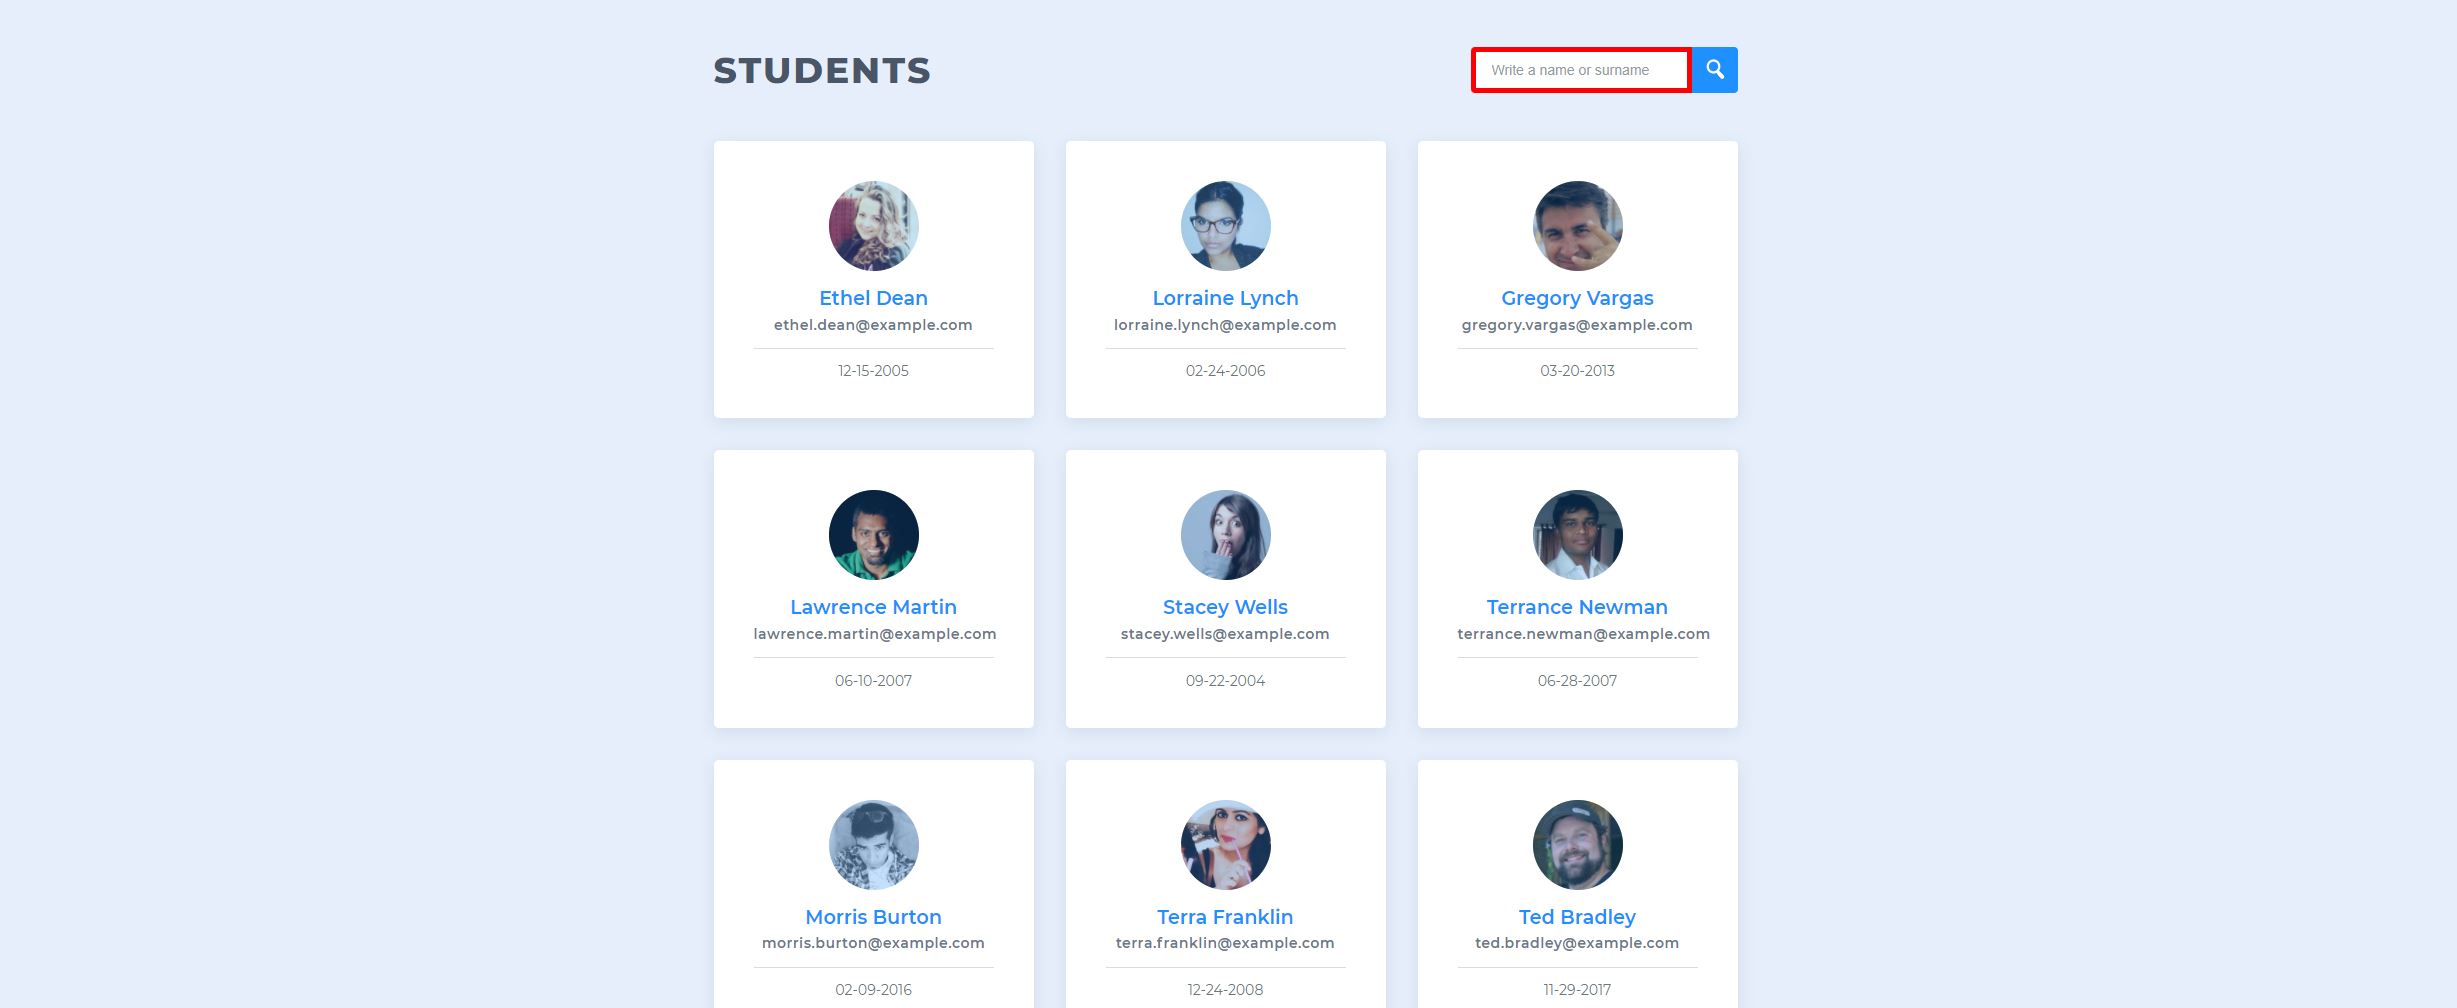 STUDENTS
Write a name or surname
Ethel Dean
ethel.dean@example.com
12-15-2005
Lorraine Lynch
lorraine.lynch@example.com
02-24-2006
Gregory Vargas
gregory.vargas@example.com
03-20-2013
Lawrence Martin
lawrence.martin@example.com
06-10-2007
Stacey Wells
stacey.wells@example.com
09-22-2004
Terrance Newman
terrance.newman@example.com
06-28-2007
Morris Burton
morris.burton@example.com
02-09-2016
Terra Franklin
terra.franklin@example.com
12-24-2008
Ted Bradley
ted.bradley@example.com
11-29-2017